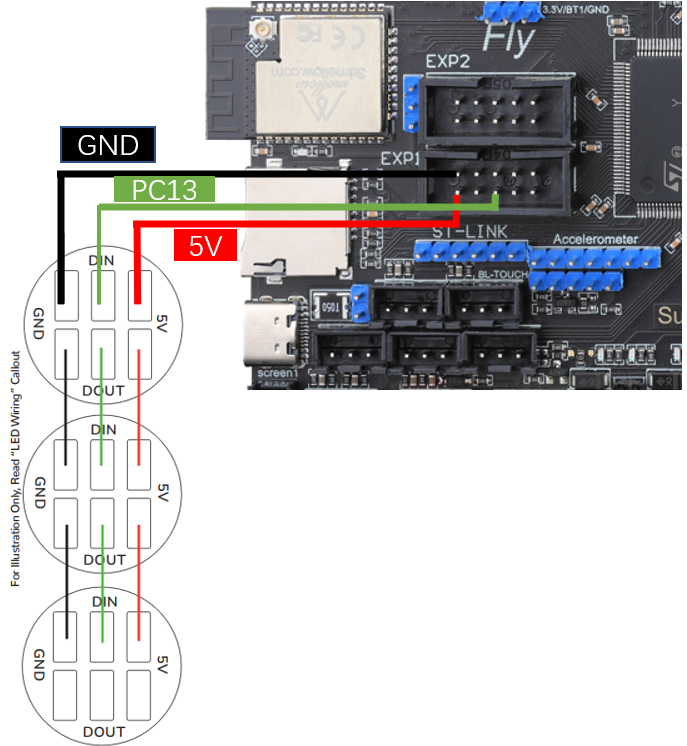 3.3V/BT1/GND
Fly
EXP2
3dmellow.com
mellow
GND
EXP1
PC13
5V
ST-LINK
Accelerometer
BL-TOUCH
T050
Su
screen1
DIN
GND
5V
DOUT
DIN
GND
5V
DOUT
DIN
GND
5V
DOUT
For Illustration Only, Read "LED Wiring" Callout